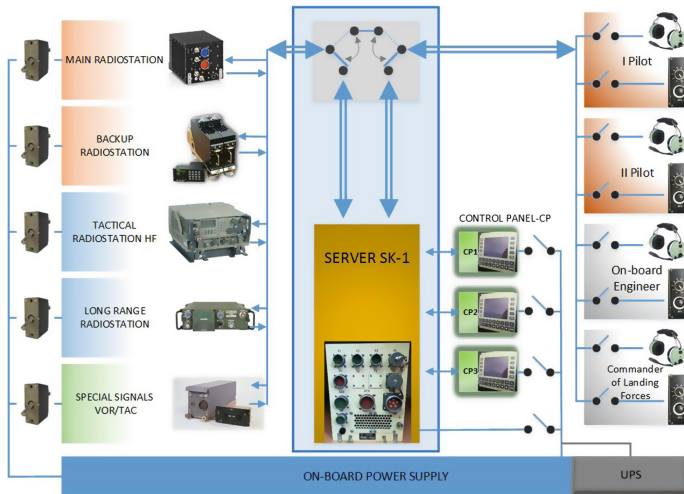 MAIN RADIOSTATION
BACKUP
RADIOSTATION
TACTICAL
RADIOSTATION HF
LONG RANGE
RADIOSTATION
SPECIAL SIGNALS
VOR/TAC
SERVER SK-1
CONTROL PANEL-CP
CP1
CP2
CP3
I Pilot
II Pilot
On-board
Engineer
Commander
of Landing
Forces
ON-BOARD POWER SUPPLY
UPS